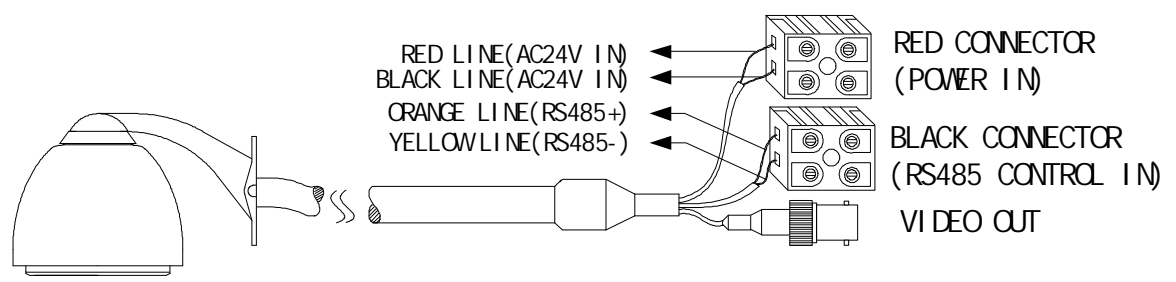 RED LINE(AC24V IN)
BLACK LINE(AC24V IN)
ORANGE LINE(RS485+)
YELLOW LINE(RS485-)
RED CONNECTOR
(POWER IN)
BLACK CONNECTOR
(RS485 CONTROL IN)
VIDEO OUT